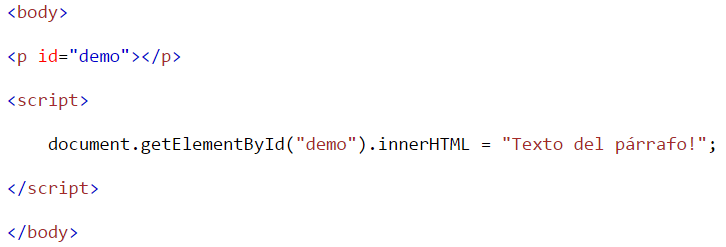 <body>
<p id="demo"></p>
<script>
document.getElementById("demo").innerHTML = "Texto del párrafo!";
</script>
</body>